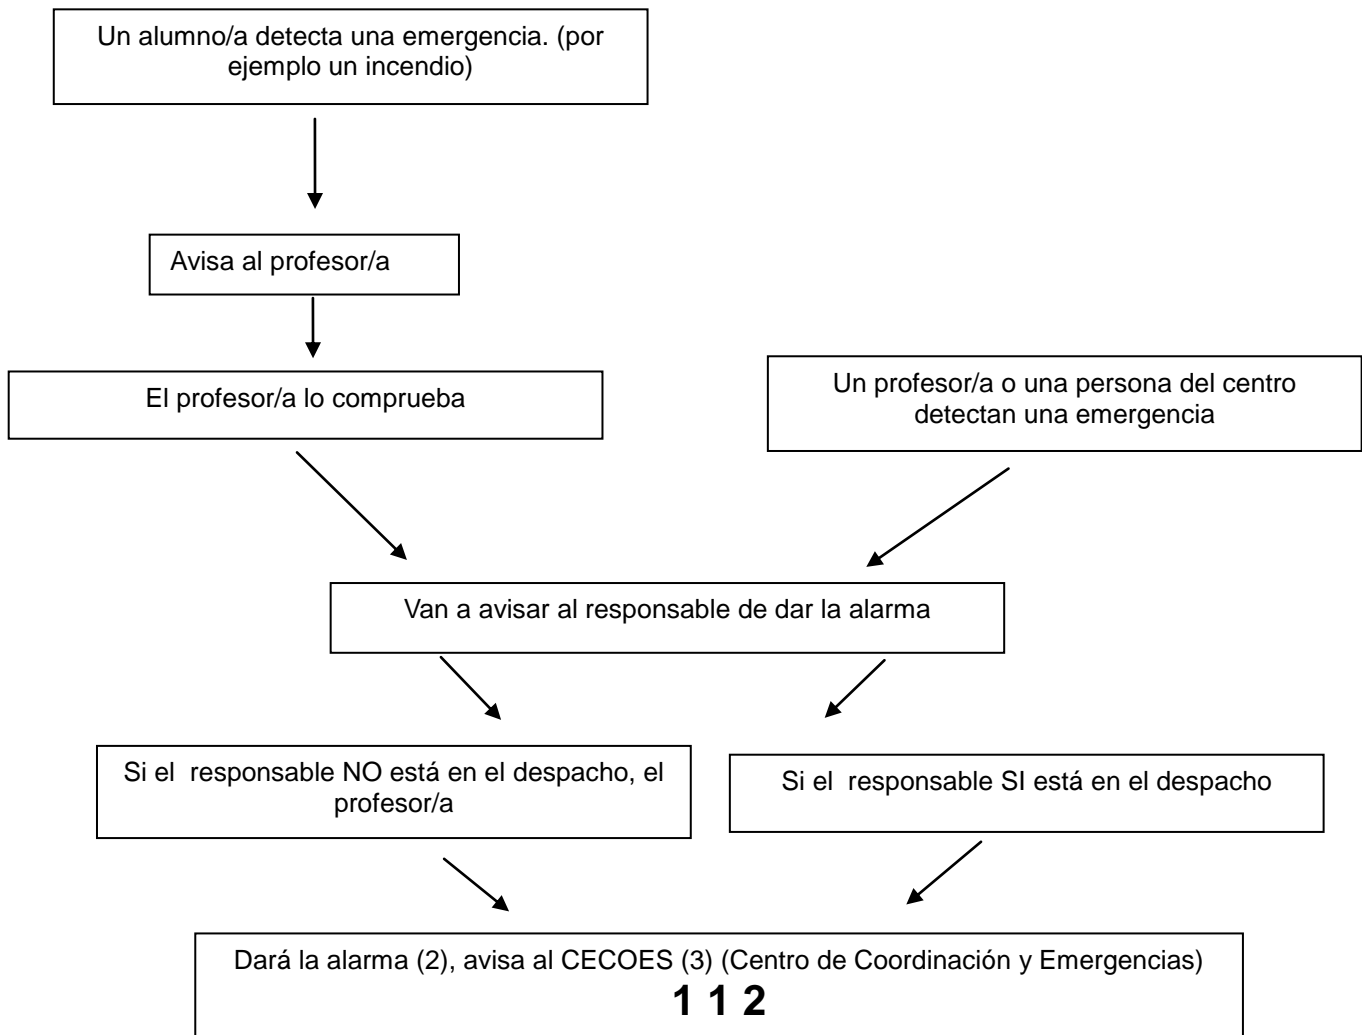 Un alumno/a detecta una emergencia. (por
ejemplo un incendio)
Avisa al profesor/a
El profesor/a lo comprueba
Un profesor/a o una persona del centro
detectan una emergencia
Van a avisar al responsable de dar la alarma
Si el  responsable NO está en el despacho, el
profesor/a
Si el  responsable SI está en el despacho
Dará la alarma (2), avisa al CECOES (3) (Centro de Coordinación y Emergencias)
1 1 2